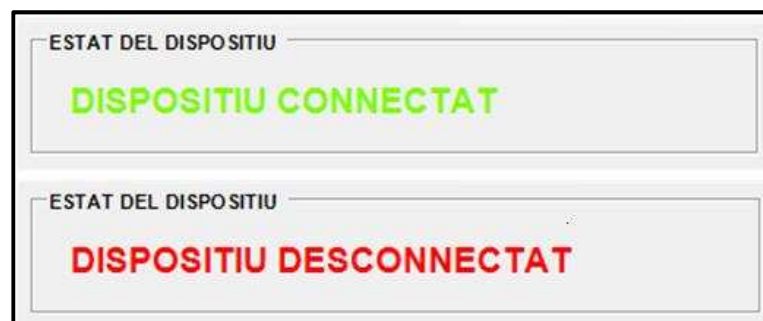 ESTAT DEL DISPOSITIU
DISPOSITIU CONNECTAT
ESTAT DEL DISPOSITIU
DISPOSITIU DESCONNECTAT